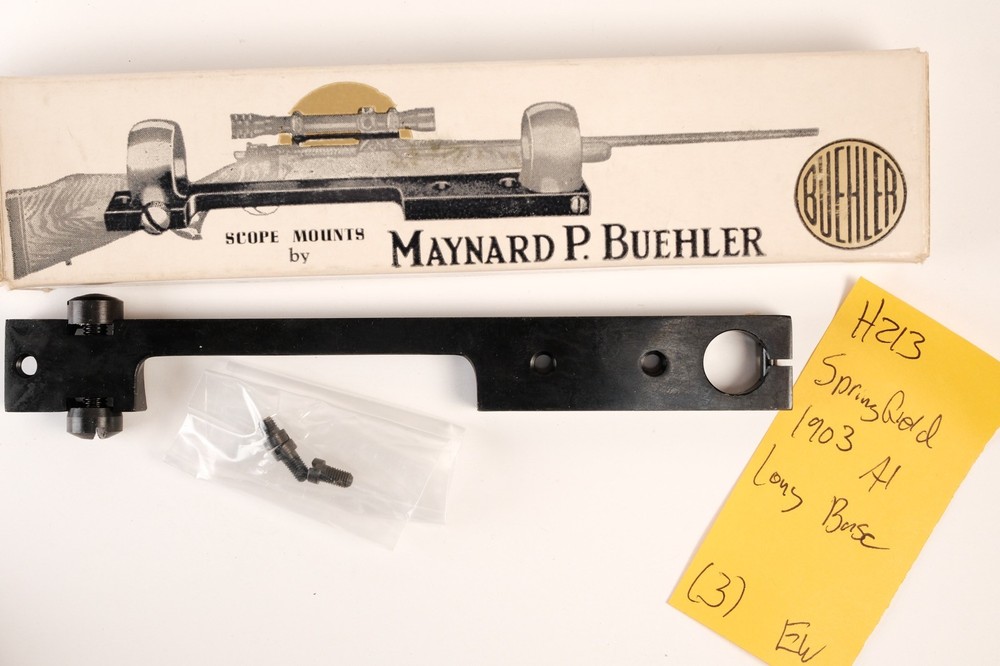 SCOPE MOUNTS
by
MAYNARD P. BUEHLER
BUEHLER
H213
Springfield
1903 A1
Long Base
(3)
EW